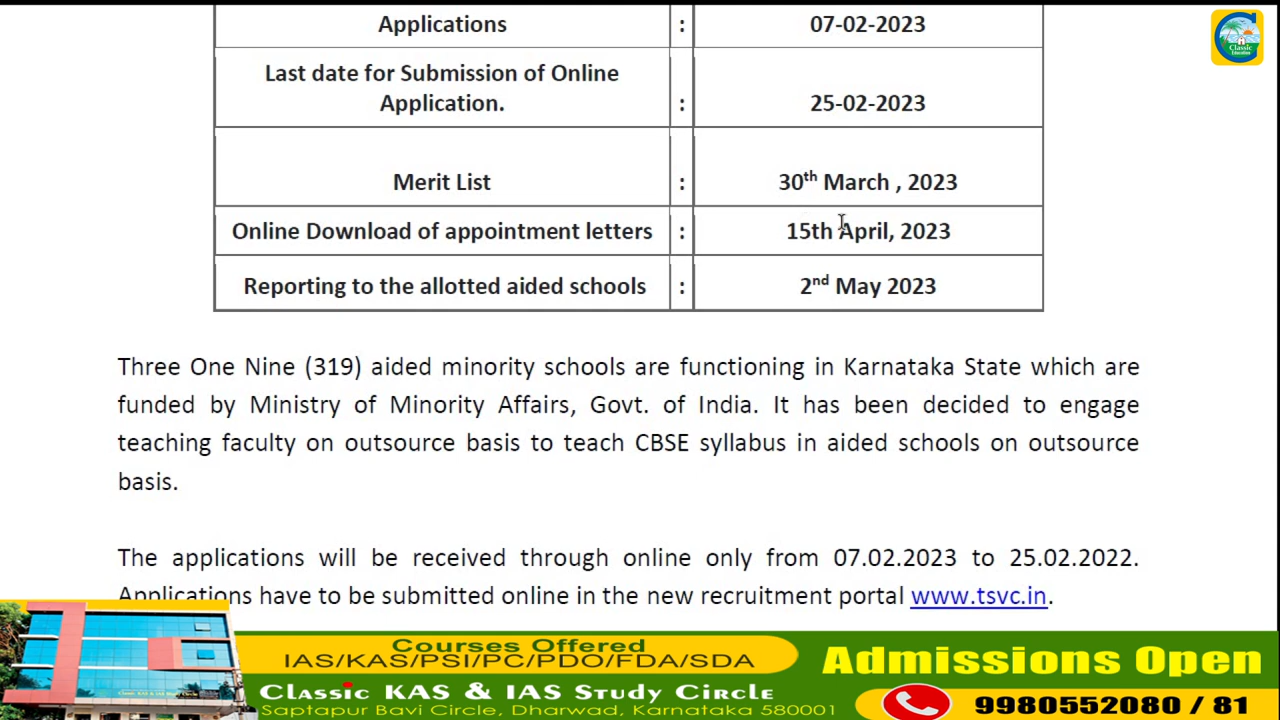 Applications : 07-02-2023
Classic
Education
Last date for Submission of Online
Application. : 25-02-2023
Merit List : 30th March , 2023
Online Download of appointment letters : 15th April, 2023
Reporting to the allotted aided schools : 2nd May 2023
Three One Nine (319) aided minority schools are functioning in Karnataka State which are
funded by Ministry of Minority Affairs, Govt. of India. It has been decided to engage
teaching faculty on outsource basis to teach CBSE syllabus in aided schools on outsource
basis.
The applications will be received through online only from 07.02.2023 to 25.02.2022.
Applications have to be submitted online in the new recruitment portal www.tsvc.in.
Courses Offered
IAS/KAS/PSI/PC/PDO/FDA/SDA
Classic KAS & IAS Study Circle
Saptapur Bavi Circle, Dharwad, Karnataka 580001
Admissions Open
9980552080 / 81